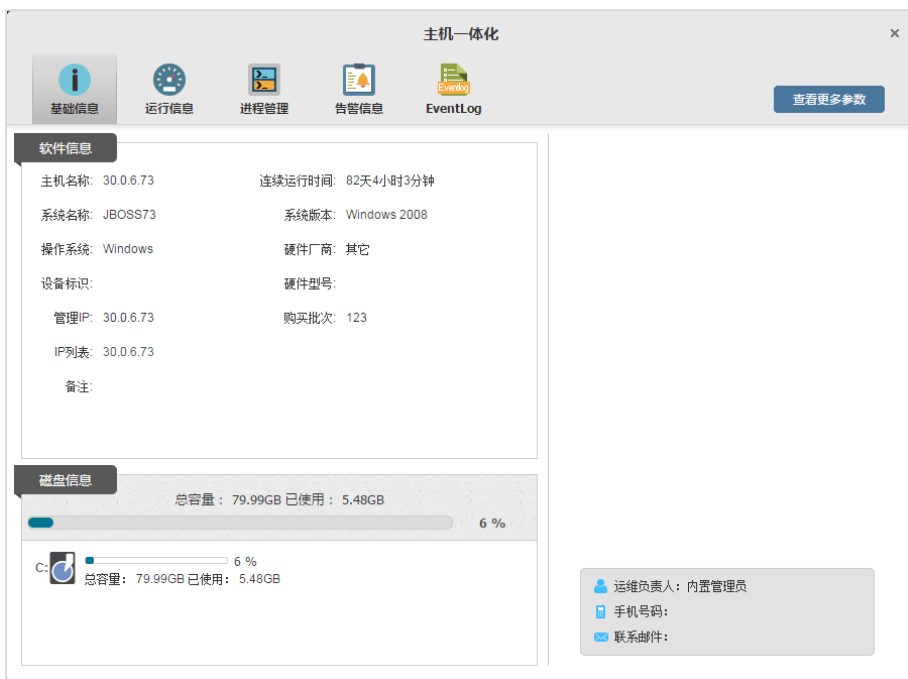 主机一体化 ×
基础信息 运行信息 进程管理 告警信息 EventLog
Eventlog
查看更多参数
软件信息
主机名称: 30.0.6.73 连续运行时间: 82天4小时3分钟
系统名称: JBOSS73 系统版本: Windows 2008
操作系统: Windows 硬件厂商: 其它
设备标识: 硬件型号:
管理IP: 30.0.6.73 购买批次: 123
IP列表: 30.0.6.73
备注:
磁盘信息
总容量： 79.99GB 已使用： 5.48GB
6 %
C: 6 %
总容量： 79.99GB 已使用： 5.48GB
运维负责人：内置管理员
手机号码：
联系邮件：